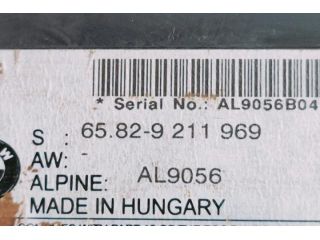 * Serial No.: AL9056B04
S : 65.82-9 211 969
AW:
ALPINE: AL9056
MADE IN HUNGARY